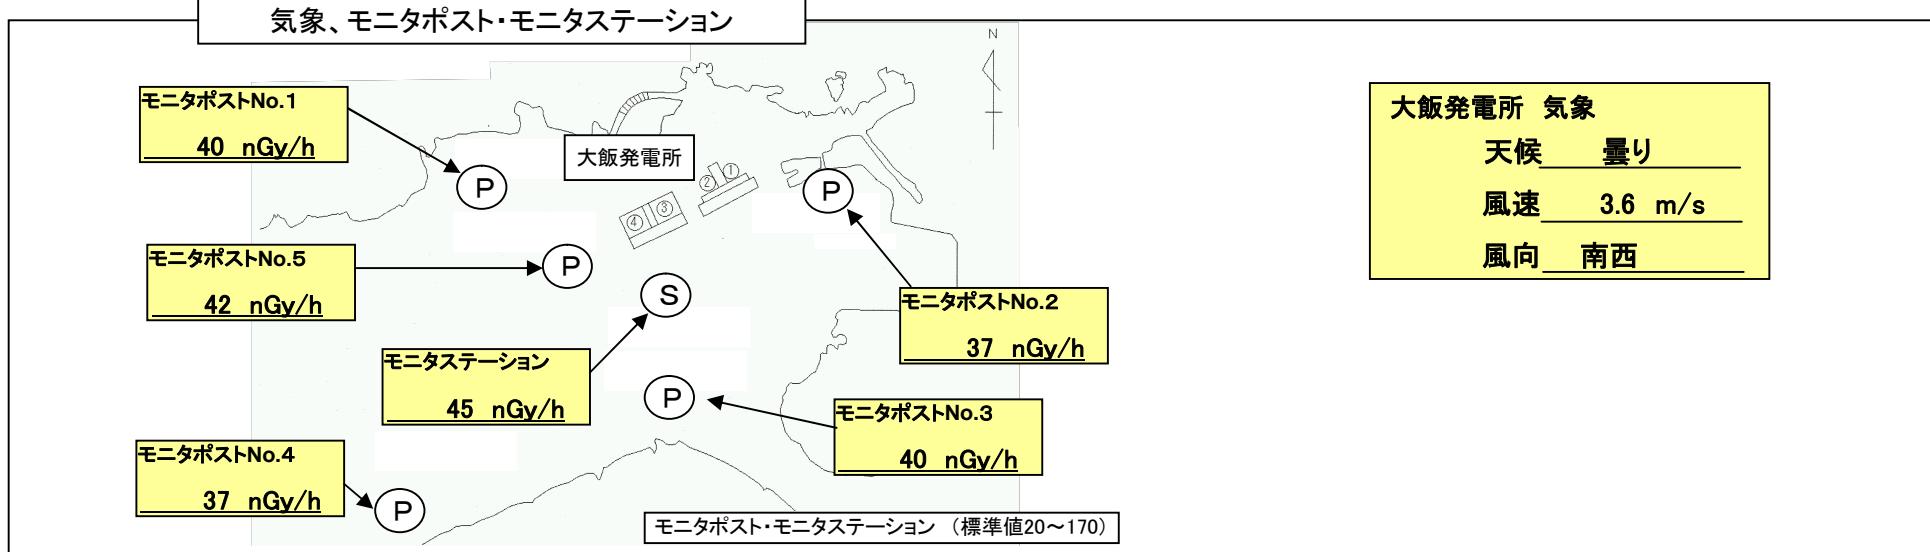 気象、モニタポスト・モニタステーション
N
モニタポストNo.1
40 nGy/h
P
大飯発電所
①
②
③
④
P
モニタポストNo.5
42 nGy/h
P
S
モニタポストNo.2
37 nGy/h
モニタステーション
45 nGy/h
P
モニタポストNo.3
40 nGy/h
モニタポストNo.4
37 nGy/h
P
モニタポスト・モニタステーション （標準値20～170）
大飯発電所 気象
天候 曇り
風速 3.6 m/s
風向 南西